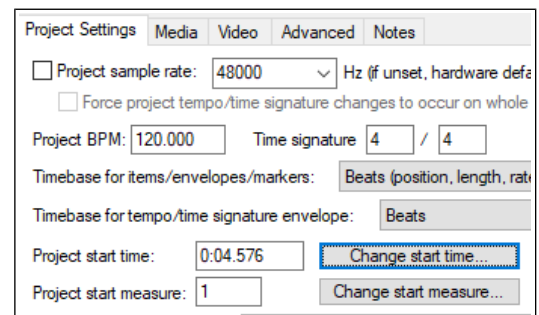 Project Settings Media Video Advanced Notes
Project sample rate: 48000 Hz (if unset, hardware defa
Force project tempo/time signature changes to occur on whole
Project BPM: 120.000 Time signature 4 / 4
Timebase for items/envelopes/markers: Beats (position, length, rate
Timebase for tempo/time signature envelope: Beats
Project start time: 0:04.576 Change start time...
Project start measure: 1 Change start measure...